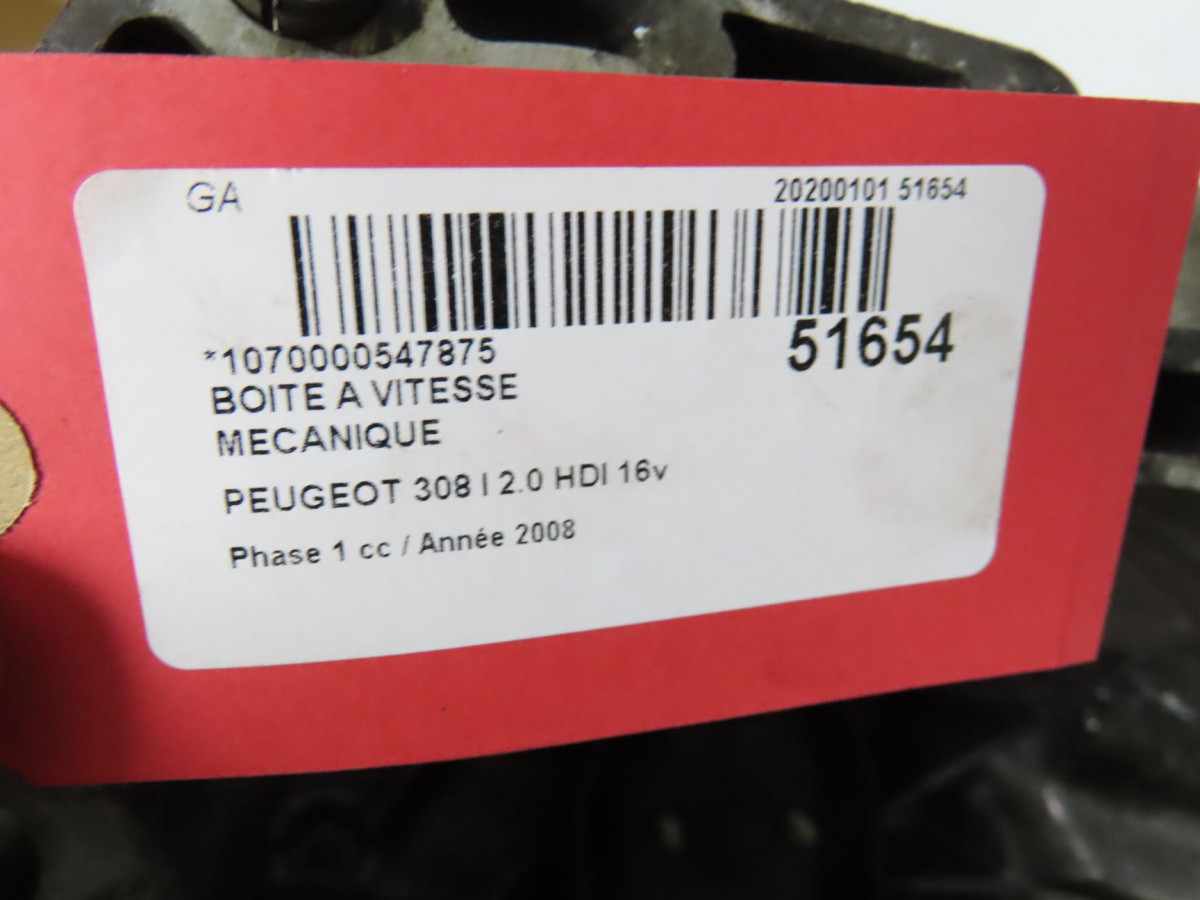 GA 20200101 51654
*1070000547875 51654
BOITE A VITESSE
MECANIQUE
PEUGEOT 308 I 2.0 HDI 16v
Phase 1 cc / Année 2008